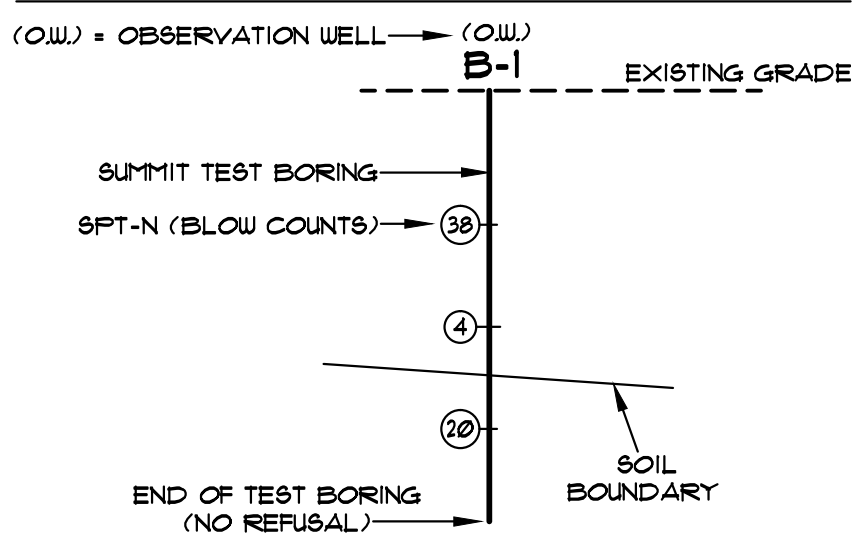 (O.W.) = OBSERVATION WELL (O.W.)
B-1
EXISTING GRADE
SUMMIT TEST BORING
SPT-N (BLOW COUNTS) 38
4
20
SOIL
BOUNDARY
END OF TEST BORING
(NO REFUSAL)